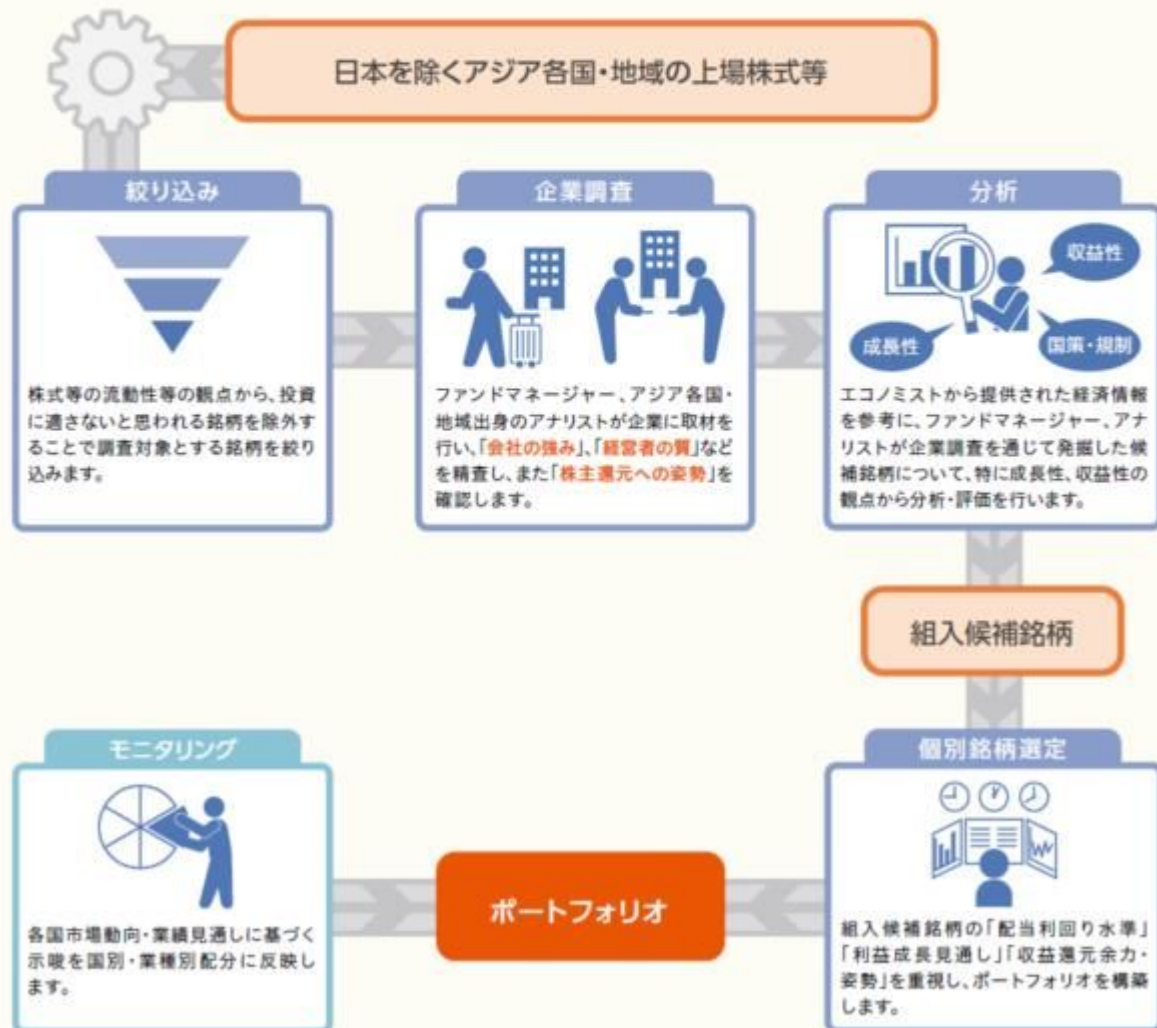 日本を除くアジア各国・地域の上場株式等
絞り込み
株式等の流動性等の観点から、投資
に適さないと思われる銘柄を除外す
ることで調査対象とする銘柄を絞り
込みます。
企業調査
ファンドマネージャー、アジア各国・
地域出身のアナリストが企業に取材を
行い、「会社の強み」、「経営者の質」など
を精査し、また「株主還元への姿勢」を
確認します。
分析
収益性
成長性
国策・規制
エコノミストから提供された経済情報
を参考に、ファンドマネージャー、アナ
リストが企業調査を通じて発掘した候
補銘柄について、特に成長性、収益性の
観点から分析・評価を行います。
組入候補銘柄
個別銘柄選定
組入候補銘柄の「配当利回り水準」
「利益成長見通し」「収益還元余力・
姿勢」を重視し、ポートフォリオを構築
します。
ポートフォリオ
モニタリング
各国市場動向・業績見通しに基づく
示唆を国別・業種別配分に反映し
ます。